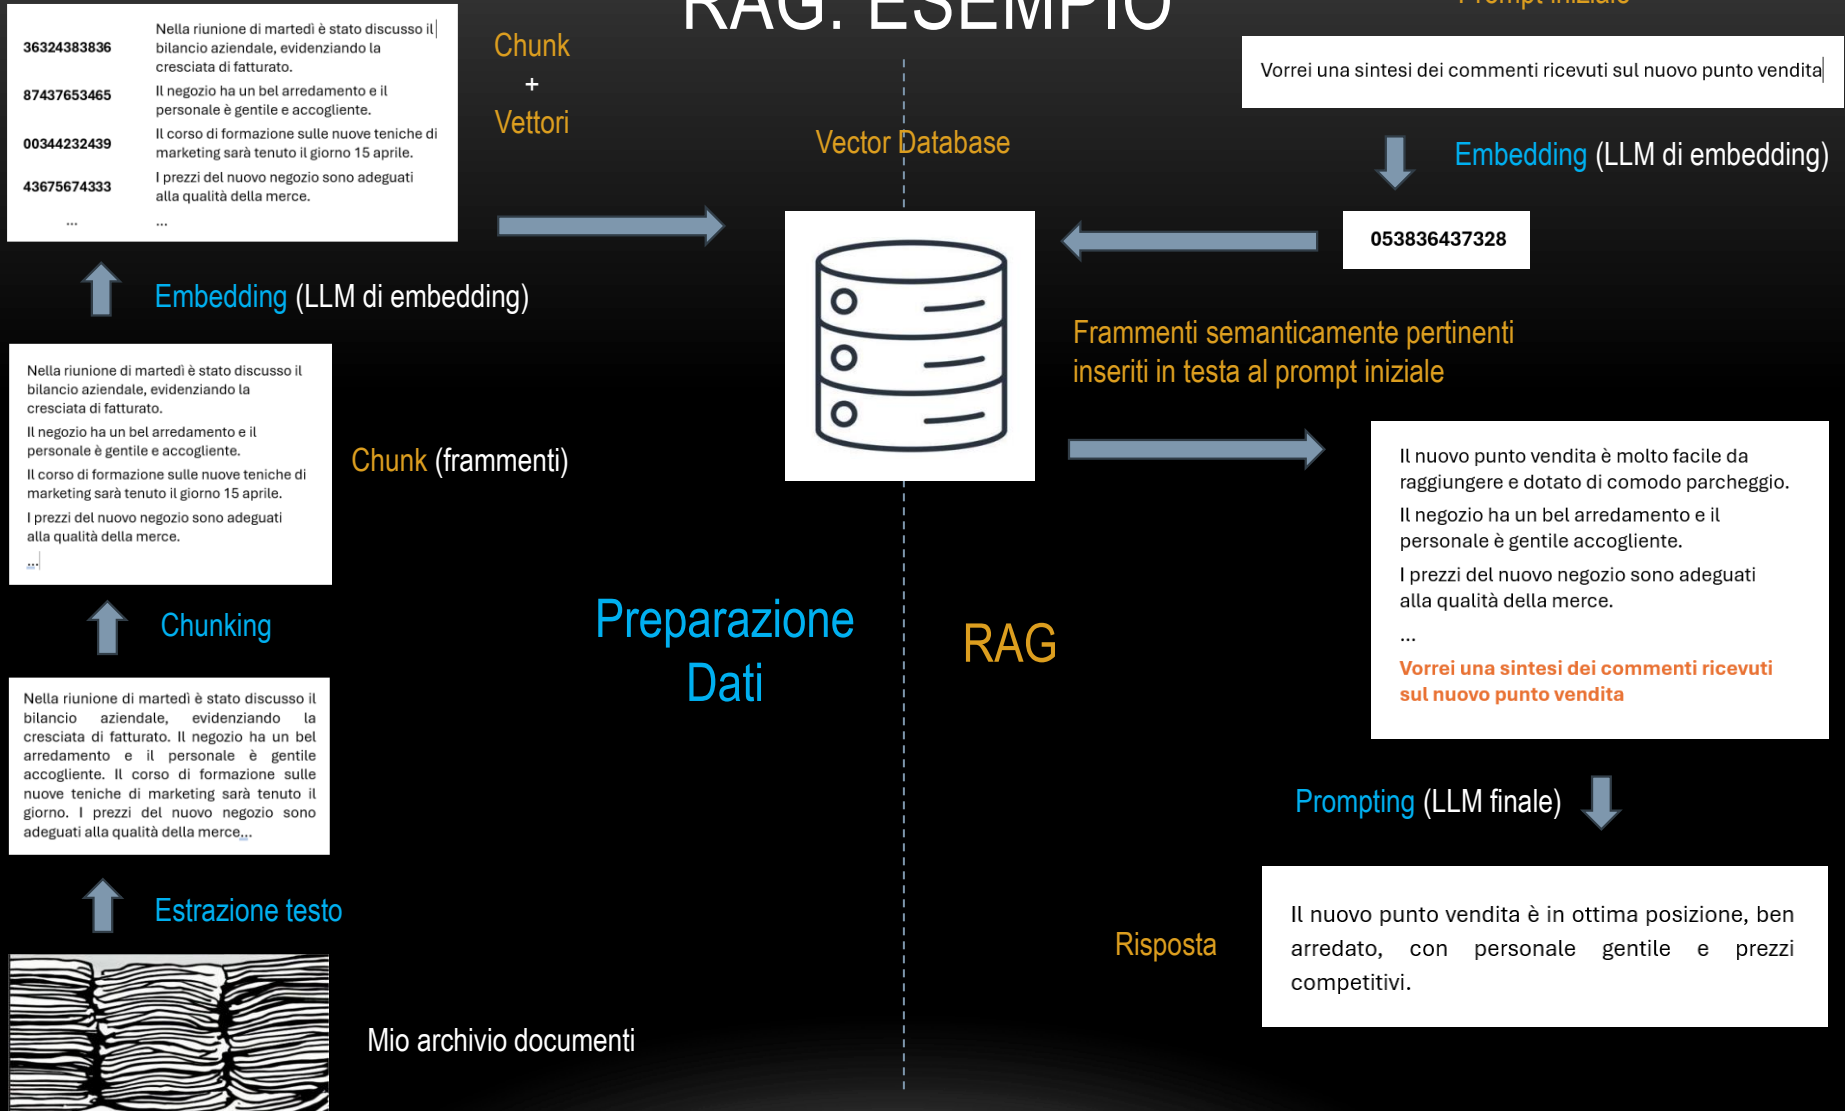 RAG: ESEMPIO
Prompt iniziale
36324383836
Nella riunione di martedì è stato discusso il
bilancio aziendale, evidenziando la
cresciata di fatturato.
87437653465
Il negozio ha un bel arredamento e il
personale è gentile e accogliente.
00344232439
Il corso di formazione sulle nuove teniche di
marketing sarà tenuto il giorno 15 aprile.
43675674333
I prezzi del nuovo negozio sono adeguati
alla qualità della merce.
...
...
Chunk
+
Vettori
Embedding (LLM di embedding)
Nella riunione di martedì è stato discusso il
bilancio aziendale, evidenziando la
cresciata di fatturato.
Il negozio ha un bel arredamento e il
personale è gentile e accogliente.
Il corso di formazione sulle nuove teniche di
marketing sarà tenuto il giorno 15 aprile.
I prezzi del nuovo negozio sono adeguati
alla qualità della merce.
...
Chunk (frammenti)
Chunking
Nella riunione di martedì è stato discusso il
bilancio aziendale, evidenziando la
cresciata di fatturato. Il negozio ha un bel
arredamento e il personale è gentile
accogliente. Il corso di formazione sulle
nuove teniche di marketing sarà tenuto il
giorno. I prezzi del nuovo negozio sono
adeguati alla qualità della merce...
Estrazione testo
Mio archivio documenti
Preparazione
Dati
Vector Database
RAG
Vorrei una sintesi dei commenti ricevuti sul nuovo punto vendita
Embedding (LLM di embedding)
053836437328
Frammenti semanticamente pertinenti
inseriti in testa al prompt iniziale
Il nuovo punto vendita è molto facile da
raggiungere e dotato di comodo parcheggio.
Il negozio ha un bel arredamento e il
personale è gentile accogliente.
I prezzi del nuovo negozio sono adeguati
alla qualità della merce.
...
Vorrei una sintesi dei commenti ricevuti
sul nuovo punto vendita
Prompting (LLM finale)
Risposta
Il nuovo punto vendita è in ottima posizione, ben
arredato, con personale gentile e prezzi
competitivi.